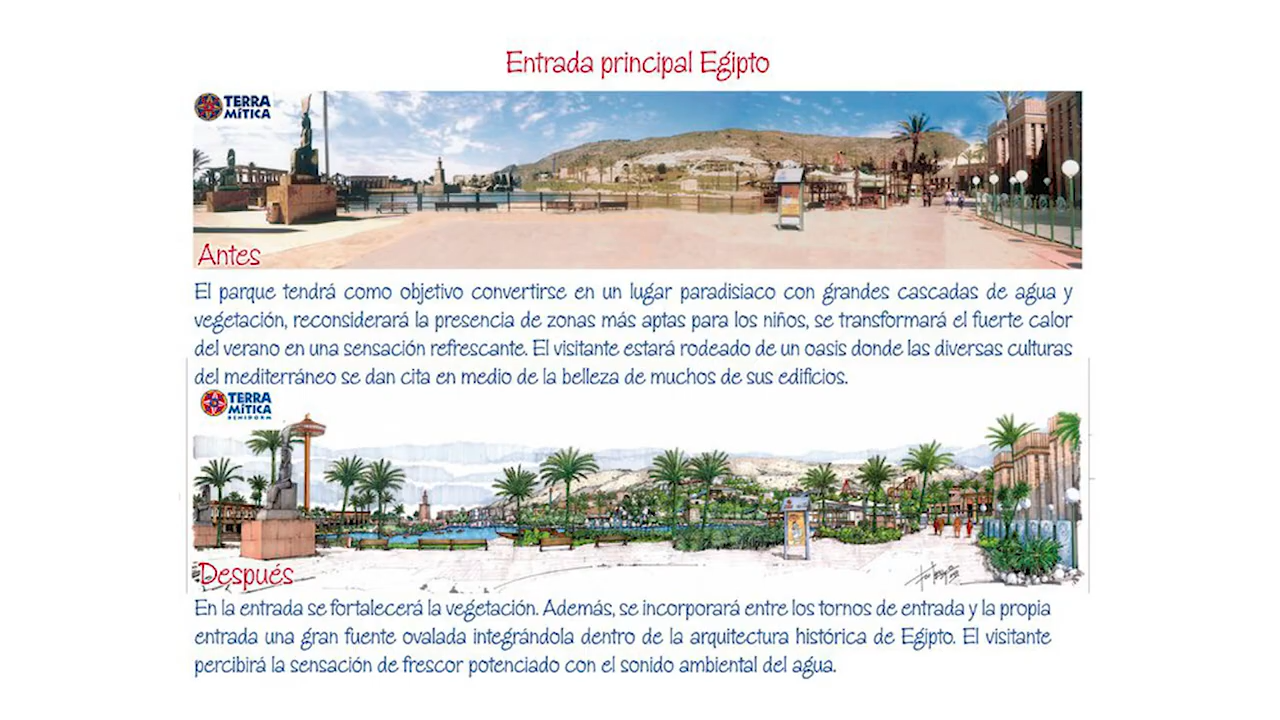 Entrada principal Egipto
TERRA
MÍTICA
Antes
El parque tendrá como objetivo convertirse en un lugar paradisiaco con grandes cascadas de agua y
vegetación, reconsiderará la presencia de zonas más aptas para los niños, se transformará el fuerte calor
del verano en una sensación refrescante. El visitante estará rodeado de un oasis donde las diversas culturas
del mediterráneo se dan cita en medio de la belleza de muchos de sus edificios.
TERRA
MÍTICA
BENIDORM
Después
En la entrada se fortalecerá la vegetación. Además, se incorporará entre los tornos de entrada y la propia
entrada una gran fuente ovalada integrándola dentro de la arquitectura histórica de Egipto. El visitante
percibirá la sensación de frescor potenciado con el sonido ambiental del agua.